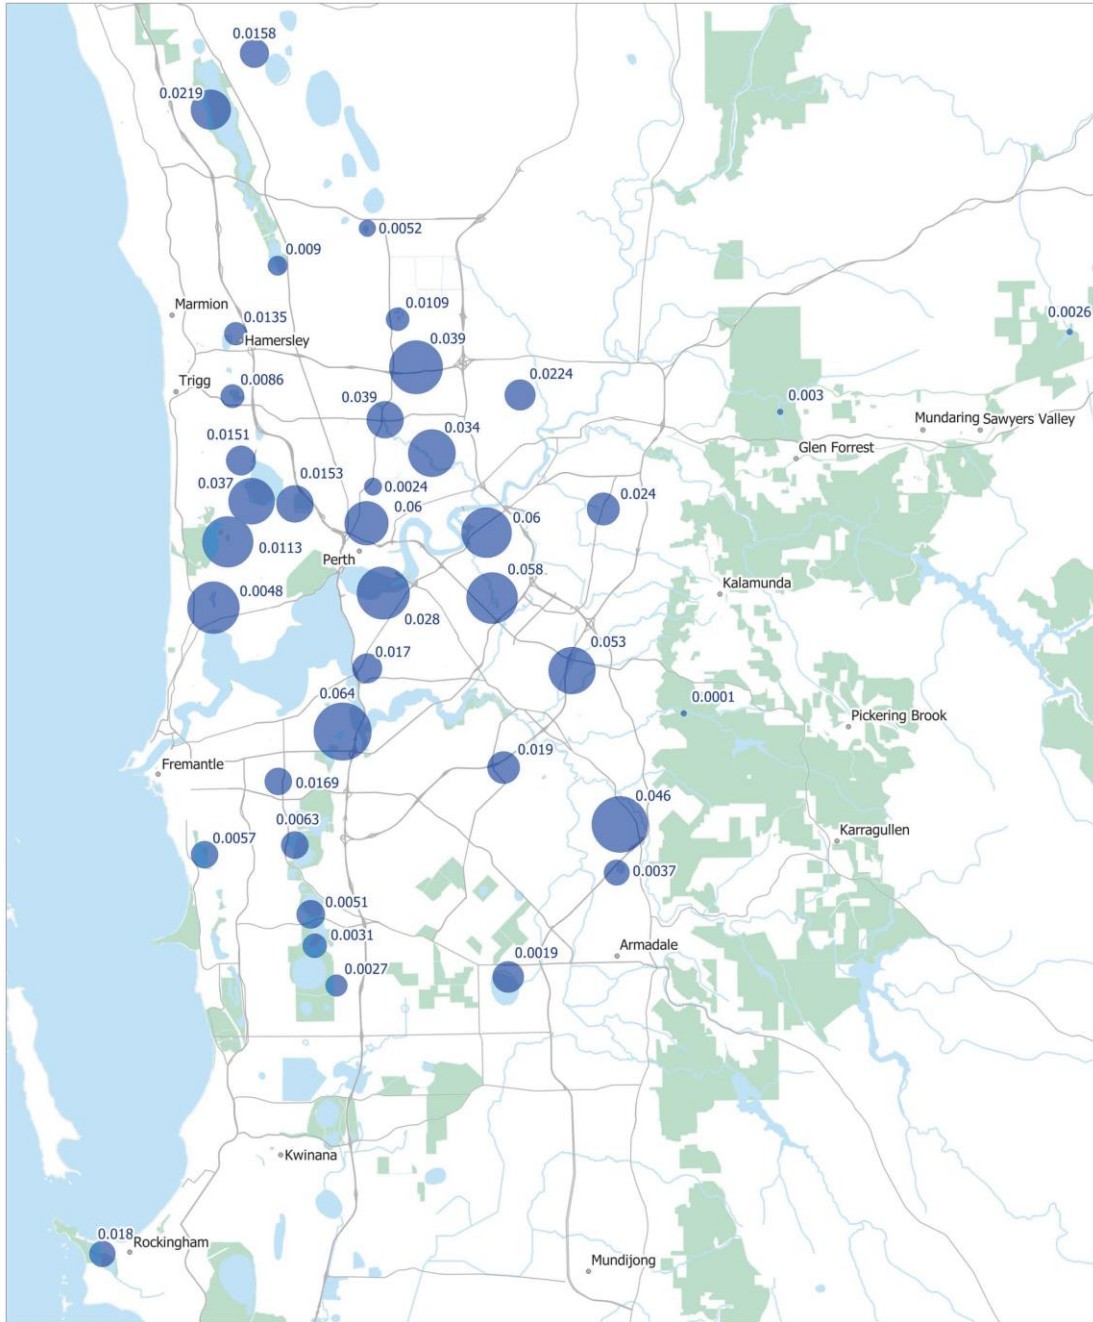 0.0158
0.0219
0.0052
0.009
Marmion
0.0135
Hamersley
0.0109
0.0026
0.039
Trigg
0.0086
0.0224
0.003
0.039
Mundaring
Sawyers Valley
0.034
Glen Forrest
0.0151
0.0153
0.037
0.0024
0.024
0.06
0.06
0.0113
Perth
0.058
Kalamunda
0.0048
0.028
0.017
0.053
0.0001
0.064
Pickering Brook
0.019
Fremantle
0.0169
0.046
0.0063
0.0057
Karragullen
0.0037
0.0051
0.0031
Armadale
0.0019
0.0027
Kwinana
0.018
Rockingham
Mundijong